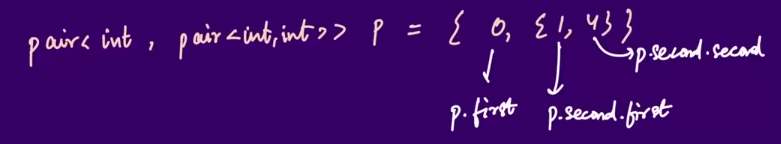 pair< int , pair<int,int>> P = { 0, {1, 4} }
p.second.second
p.first p.second.first